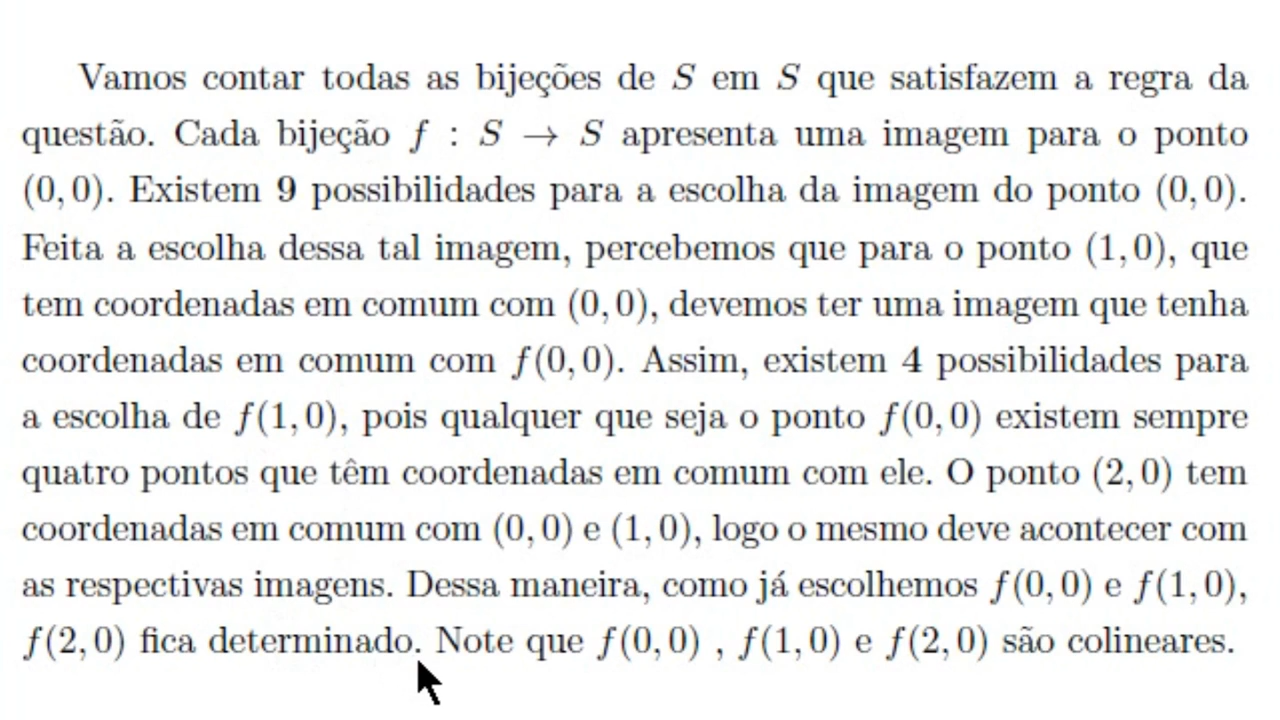 Vamos contar todas as bijeções de S em S que satisfazem a regra da
questão. Cada bijeção f : S → S apresenta uma imagem para o ponto
(0, 0). Existem 9 possibilidades para a escolha da imagem do ponto (0, 0).
Feita a escolha dessa tal imagem, percebemos que para o ponto (1, 0), que
tem coordenadas em comum com (0, 0), devemos ter uma imagem que tenha
coordenadas em comum com f(0, 0). Assim, existem 4 possibilidades para
a escolha de f(1, 0), pois qualquer que seja o ponto f(0, 0) existem sempre
quatro pontos que têm coordenadas em comum com ele. O ponto (2, 0) tem
coordenadas em comum com (0, 0) e (1, 0), logo o mesmo deve acontecer com
as respectivas imagens. Dessa maneira, como já escolhemos f(0, 0) e f(1, 0),
f(2, 0) fica determinado. Note que f(0, 0) , f(1, 0) e f(2, 0) são colineares.